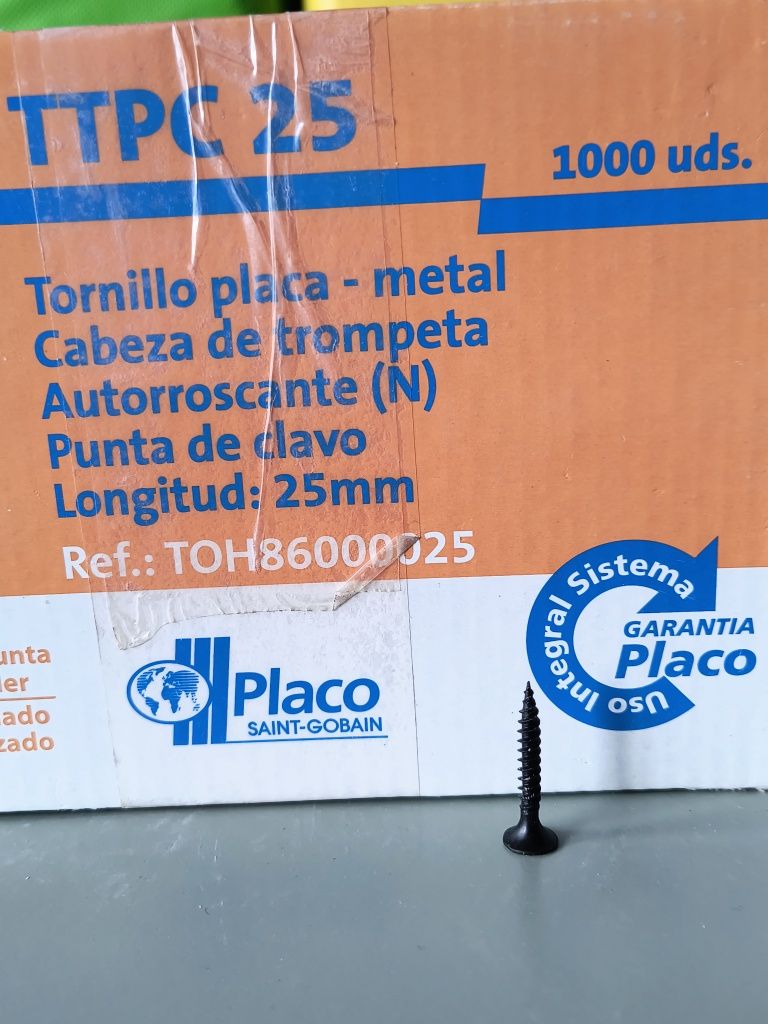 TTPC 25
1000 uds.
Tornillo placa - metal
Cabeza de trompeta
Autorroscante (N)
Punta de clavo
Longitud: 25mm
Ref.: TOH86000025
Placo
SAINT-GOBAIN
Uso Integral Sistema
GARANTIA
Placo